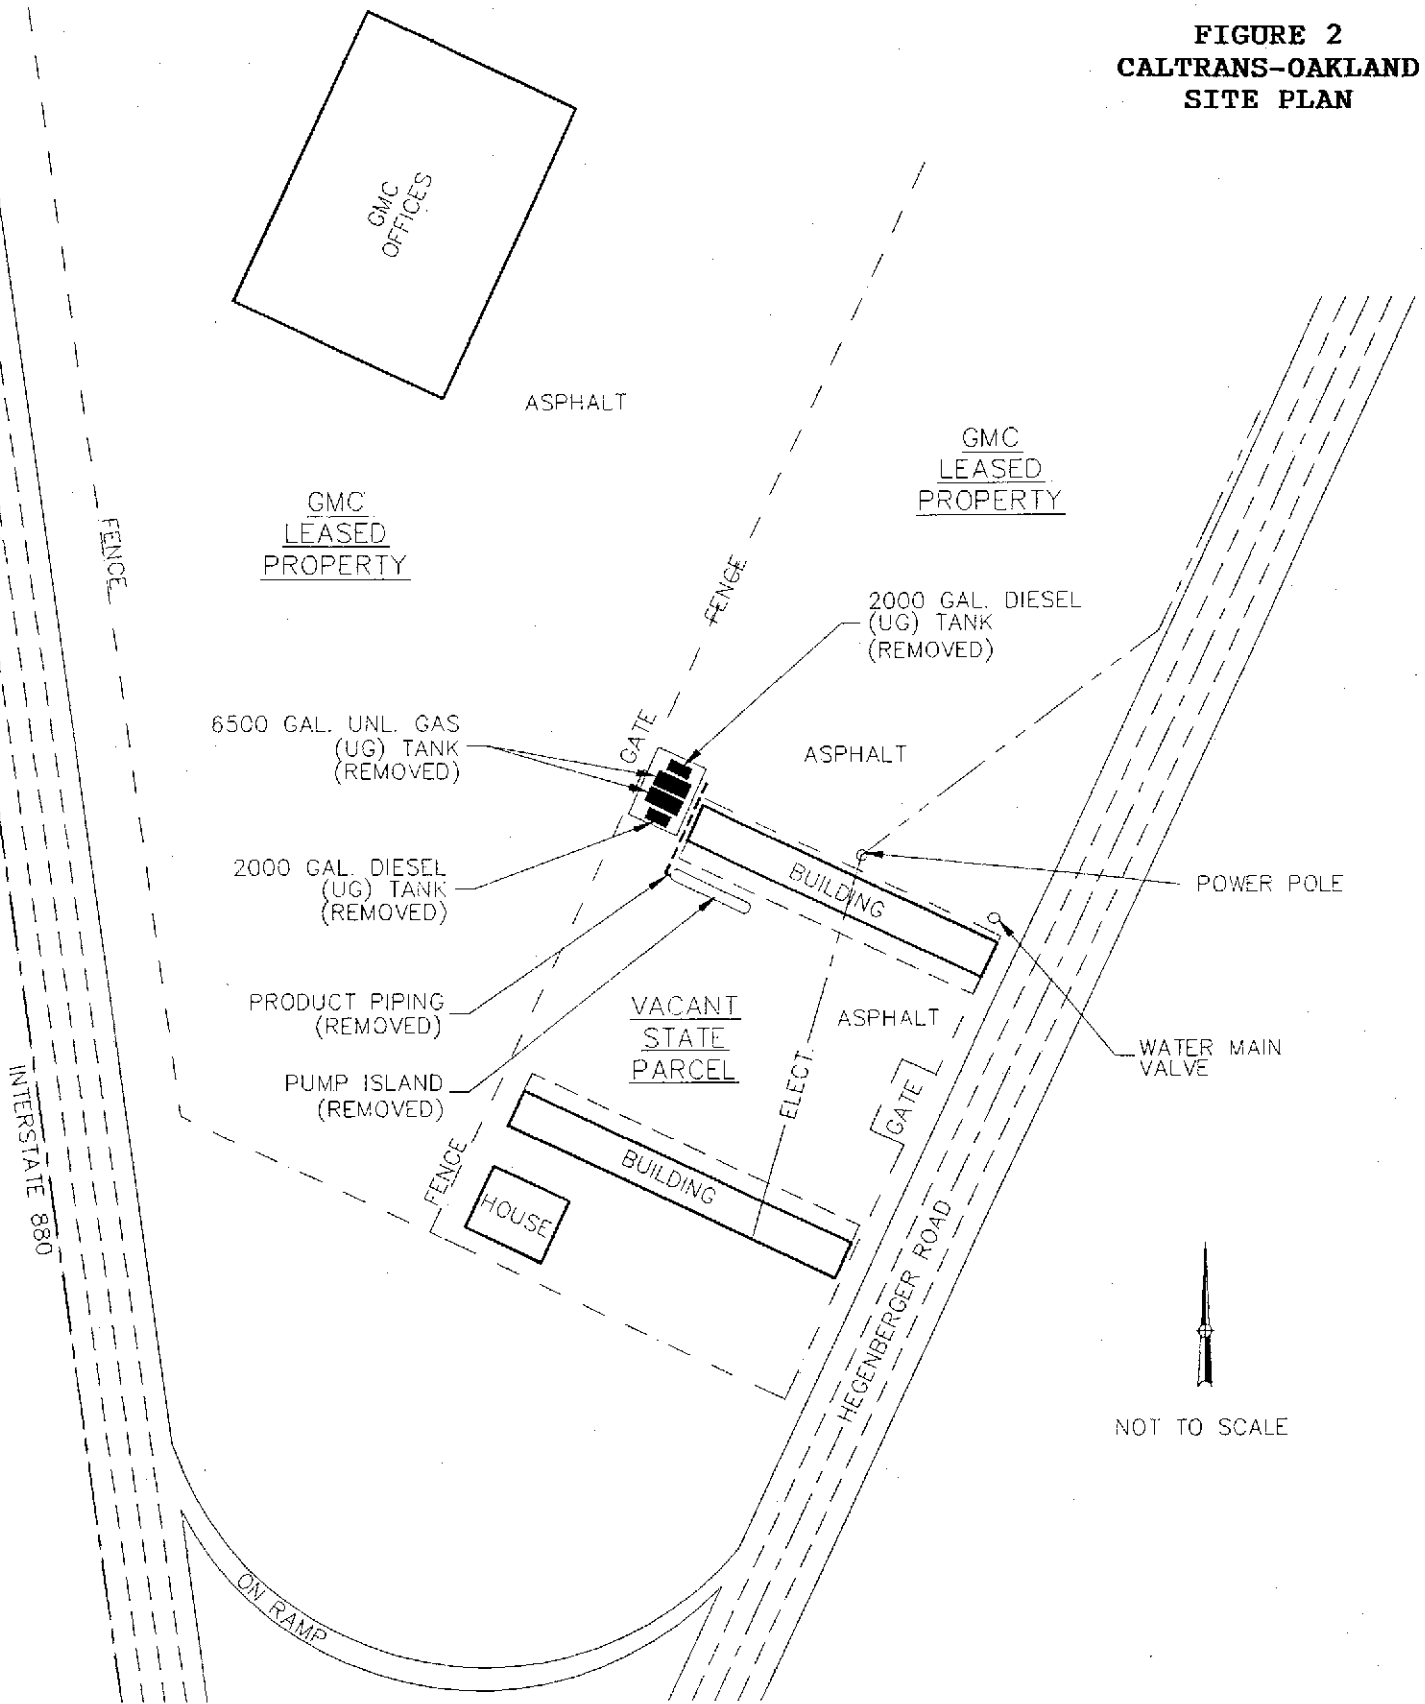 FIGURE 2
CALTRANS-OAKLAND
SITE PLAN
GMC
OFFICES
ASPHALT
GMC
LEASED
PROPERTY
GMC
LEASED
PROPERTY
FENCE
FENCE
2000 GAL. DIESEL
(UG) TANK
(REMOVED)
6500 GAL. UNL. GAS
(UG) TANK
(REMOVED)
GATE
ASPHALT
2000 GAL. DIESEL
(UG) TANK
(REMOVED)
BUILDING
POWER POLE
PRODUCT PIPING
(REMOVED)
VACANT
STATE
PARCEL
ASPHALT
WATER MAIN
VALVE
PUMP ISLAND
(REMOVED)
ELECT.
GATE
INTERSTATE 880
FENCE
BUILDING
HOUSE
HEGENBERGER ROAD
NOT TO SCALE
ON RAMP